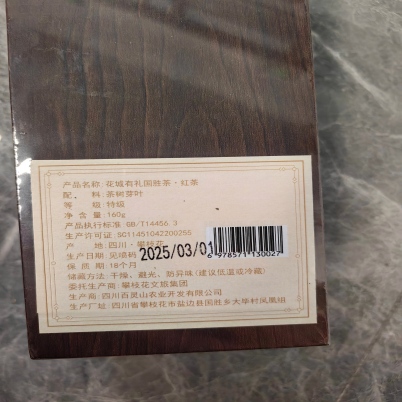 产品名称:花城有礼国胜茶·红茶
配 料:茶树芽叶
等 级:特级
净 含 量:160g
产品执行标准 GB/T14456.3
生产许可证:SC11451042200255
产 地:四川·攀枝花
生产日期:见喷码 2025/03/01
6 978571 130027
保 质 期:18个月
储藏方法:干燥、避光、防异味(建议低温或冷藏)
委托生产商:攀枝花文旅集团
生产商:四川百灵山农业开发有限公司
生产厂址:四川省攀枝花市盐边县国胜乡大毕村凤凰组